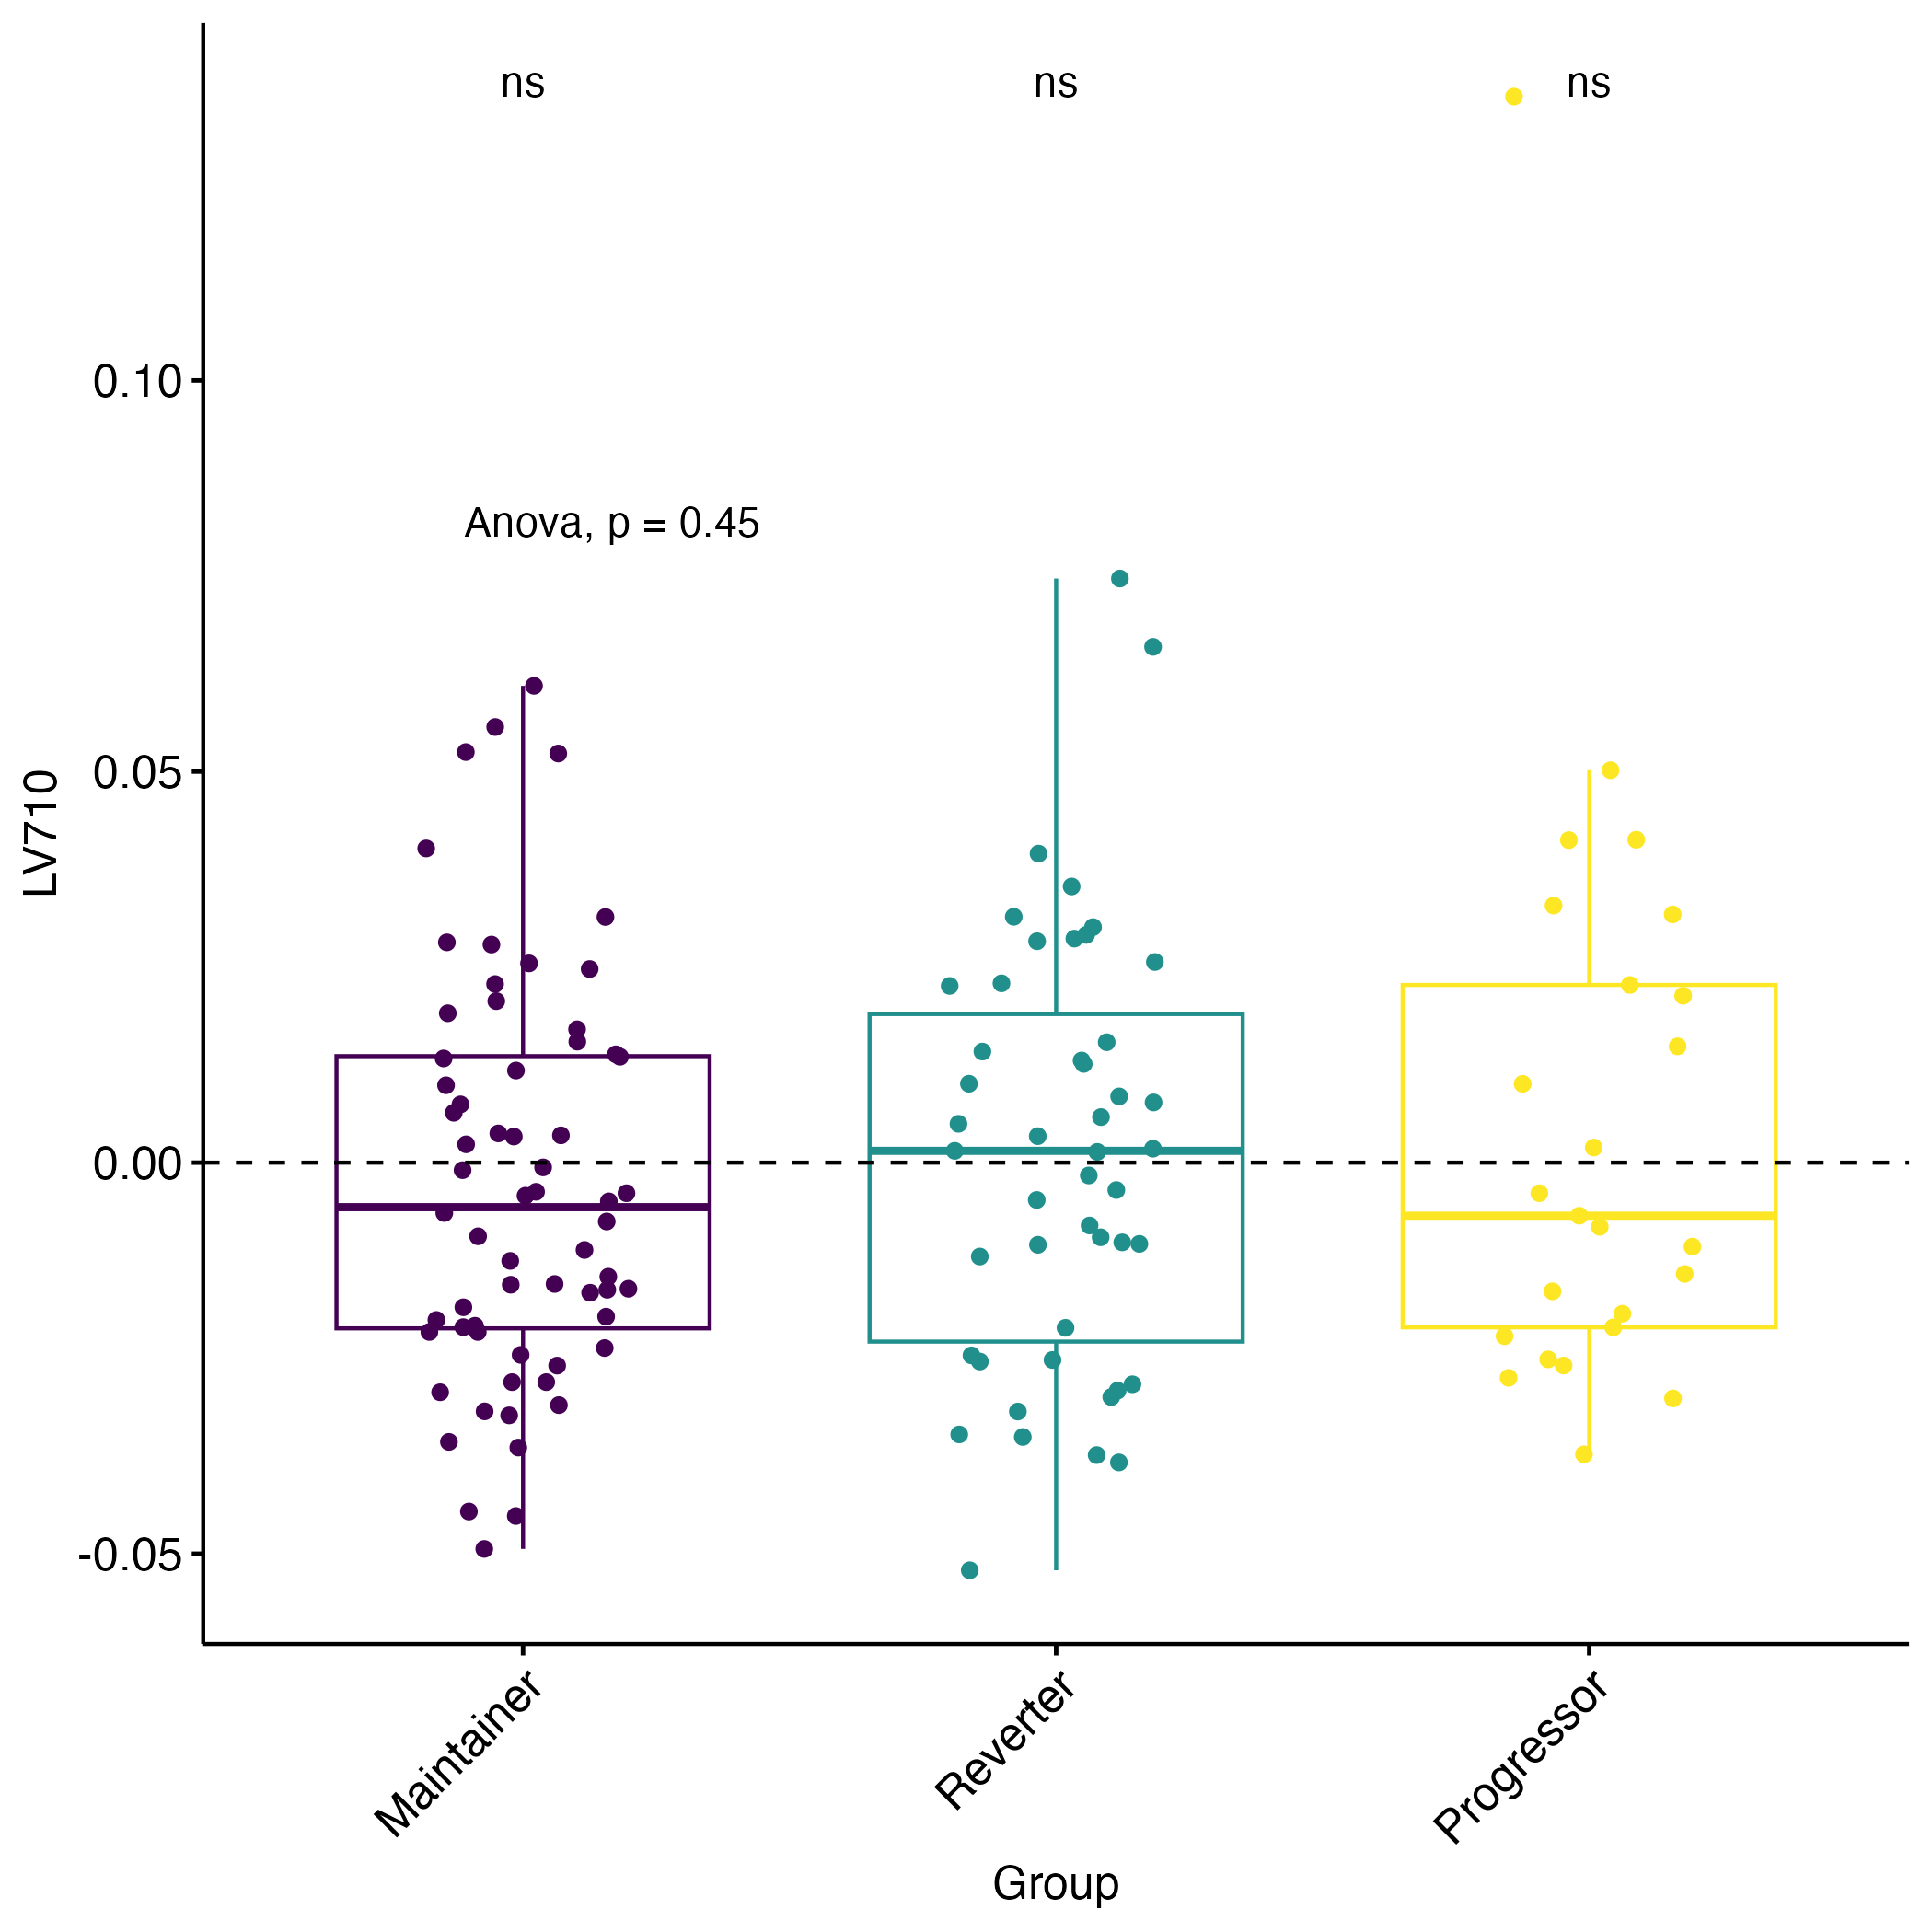 ns ns ns
Anova, p = 0.45
LV710
0.10
0.05
0.00
-0.05
Maintainer
Reverter
Progressor
Group